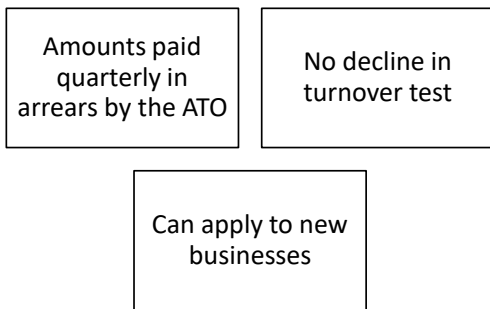 Amounts paid
quarterly in
arrears by the ATO
No decline in
turnover test
Can apply to new
businesses